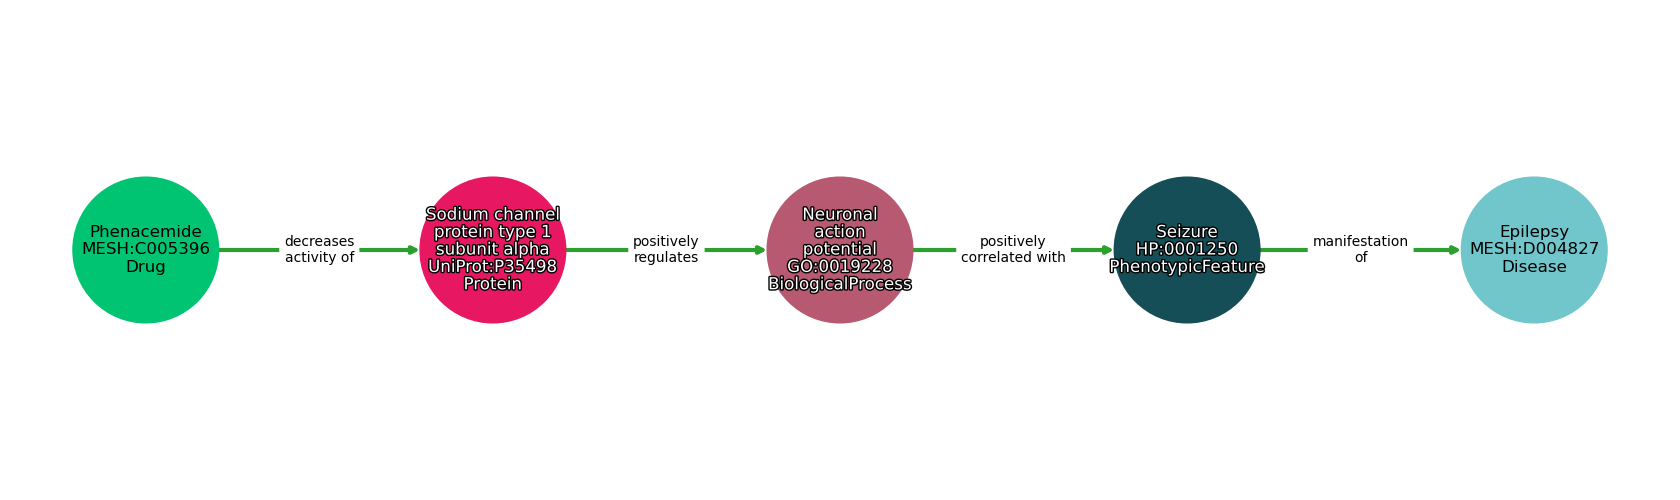 Phenacemide
MESH:C005396
Drug
decreases
activity of
Sodium channel
protein type 1
subunit alpha
UniProt:P35498
Protein
positively
regulates
Neuronal
action
potential
GO:0019228
BiologicalProcess
positively
correlated with
Seizure
HP:0001250
PhenotypicFeature
manifestation
of
Epilepsy
MESH:D004827
Disease